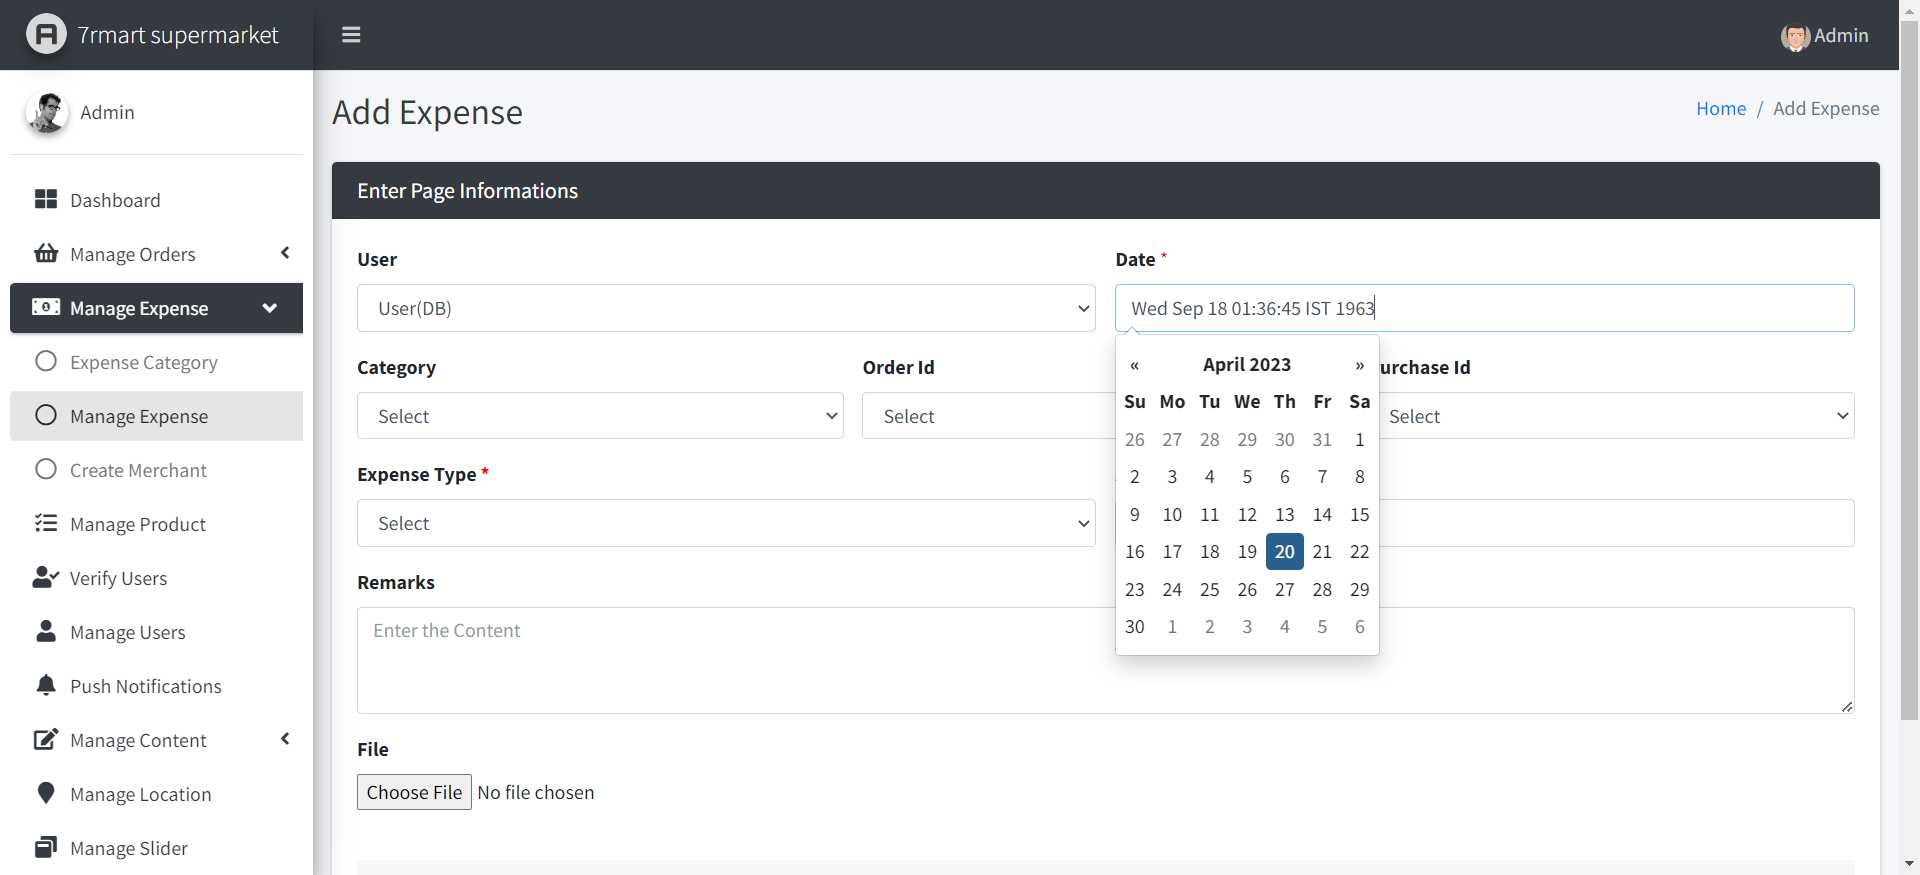 7rmart supermarket
Admin
Admin
Dashboard
Manage Orders
Manage Expense
Expense Category
Manage Expense
Create Merchant
Manage Product
Verify Users
Manage Users
Push Notifications
Manage Content
Manage Location
Manage Slider
Add Expense
Home / Add Expense
Enter Page Informations
User
User(DB)
Date *
Wed Sep 18 01:36:45 IST 1963
Category
Select
Order Id
Select
urchase Id
Select
« April 2023 »
Su Mo Tu We Th Fr Sa
26 27 28 29 30 31 1
2 3 4 5 6 7 8
9 10 11 12 13 14 15
16 17 18 19 20 21 22
23 24 25 26 27 28 29
30 1 2 3 4 5 6
Expense Type *
Select
Remarks
Enter the Content
File
Choose File No file chosen